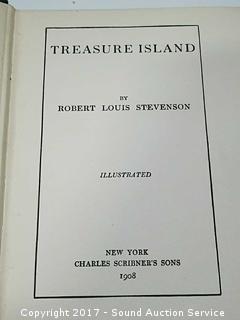 TREASURE ISLAND
BY
ROBERT LOUIS STEVENSON
ILLUSTRATED
NEW YORK
CHARLES SCRIBNER'S SONS
1908
Copyright 2017 - Sound Auction Service